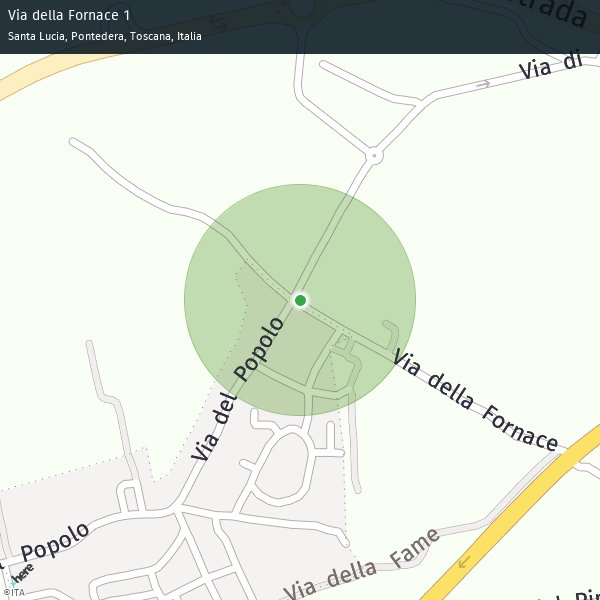 Via della Fornace 1
Santa Lucia, Pontedera, Toscana, Italia
strada
Via di
Via del Popolo
Via della Fornace
Popolo
Via della Fame
here
©ITA